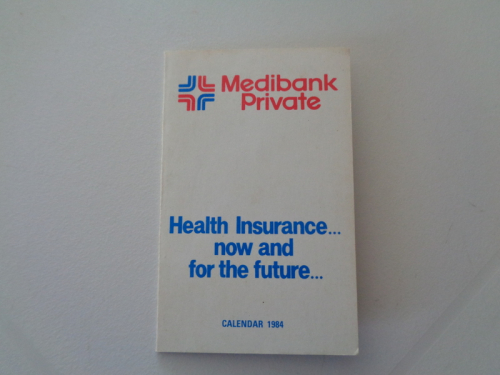 Medibank
Private
Health Insurance...
now and
for the future...
CALENDAR 1984